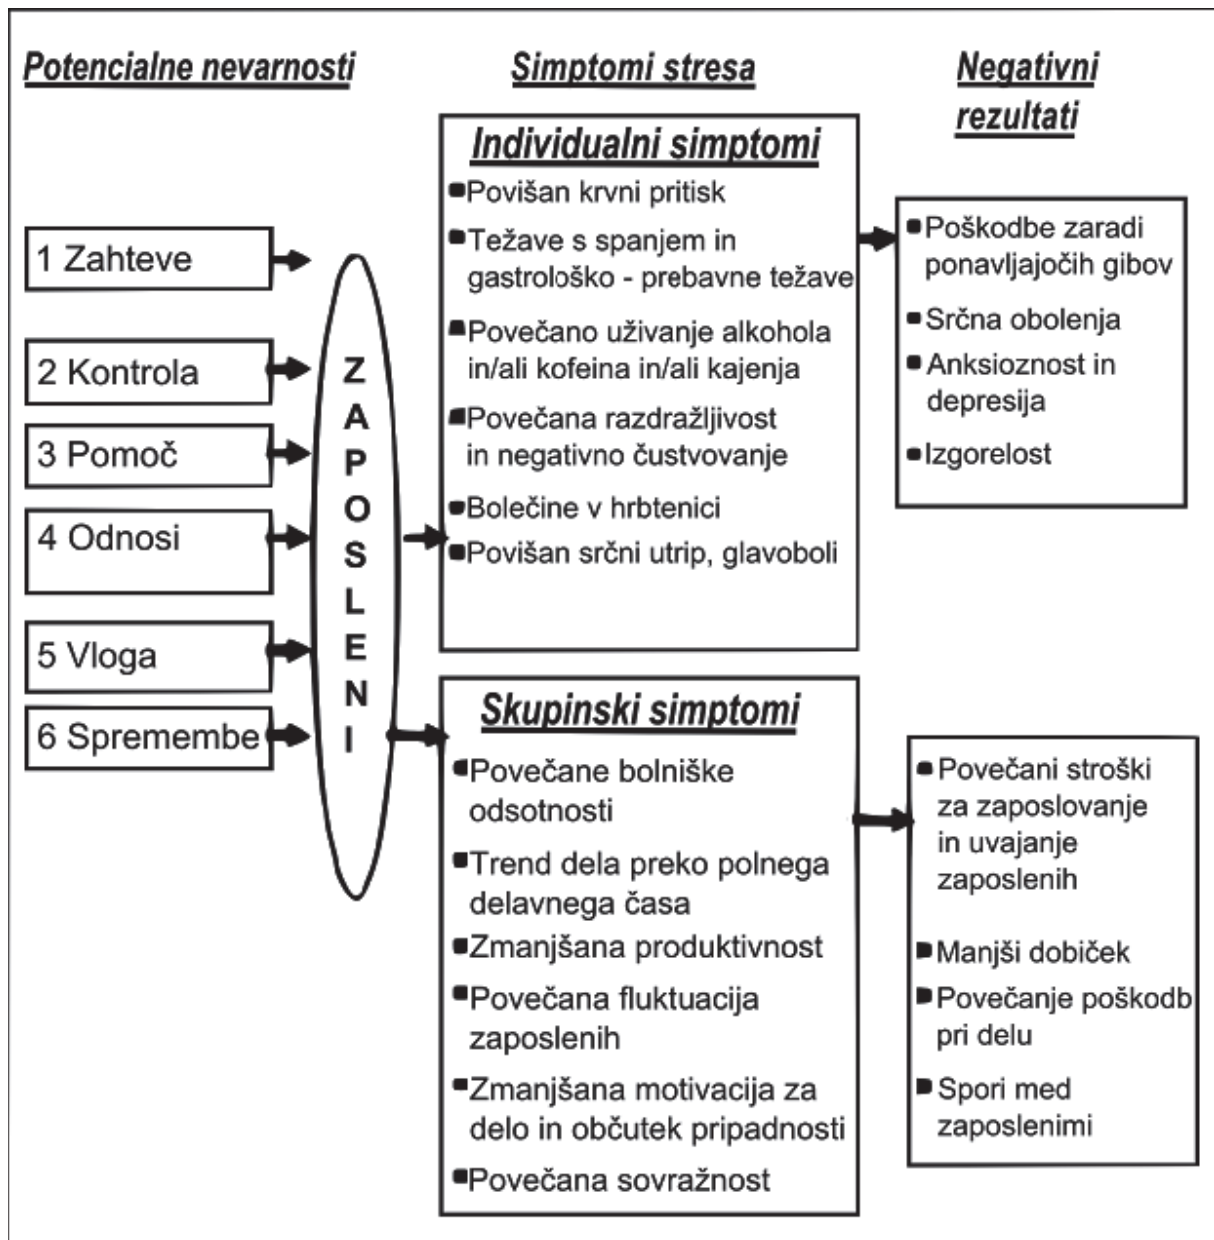 Potencialne nevarnosti
Simptomi stresa
Negativni
rezultati
1 Zahteve
2 Kontrola
3 Pomoč
4 Odnosi
5 Vloga
6 Spremembe
ZAPOSLENI
Individualni simptomi
Povišan krvni pritisk
Težave s spanjem in
gastrološko - prebavne težave
Povečano uživanje alkohola
in/ali kofeina in/ali kajenja
Povečana razdražljivost
in negativno čustvovanje
Bolečine v hrbtenici
Povišan srčni utrip, glavoboli
Skupinski simptomi
Povečane bolniške
odsotnosti
Trend dela preko polnega
delavnega časa
Zmanjšana produktivnost
Povečana fluktuacija
zaposlenih
Zmanjšana motivacija za
delo in občutek pripadnosti
Povečana sovražnost
Poškodbe zaradi
ponavljajočih gibov
Srčna obolenja
Anksioznost in
depresija
Izgorelost
Povečani stroški
za zaposlovanje
in uvajanje
zaposlenih
Manjši dobiček
Povečanje poškodb
pri delu
Spori med
zaposlenimi